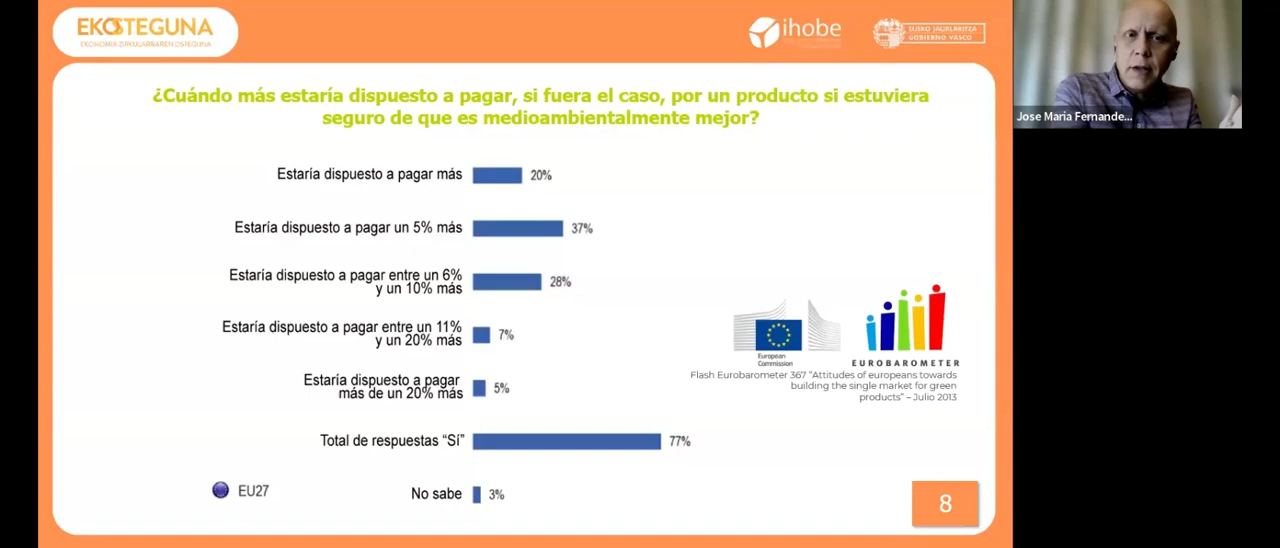 EKOSTEGUNA
EKONOMIA ZIRKULARRAREN OSTEGUNA
ihobe
EUSKO JAURLARITZA
GOBIERNO VASCO
Jose Maria Fernande...
¿Cuándo más estaría dispuesto a pagar, si fuera el caso, por un producto si estuviera
seguro de que es medioambientalmente mejor?
Estaría dispuesto a pagar más 20%
Estaría dispuesto a pagar un 5% más 37%
Estaría dispuesto a pagar entre un 6%
y un 10% más 28%
Estaría dispuesto a pagar entre un 11%
y un 20% más 7%
Estaría dispuesto a pagar
más de un 20% más 5%
Total de respuestas “Sí” 77%
No sabe 3%
EU27
European
Commission
EUROBAROMETER
Flash Eurobarometer 367 “Attitudes of europeans towards
building the single market for green
products” – Julio 2013
8